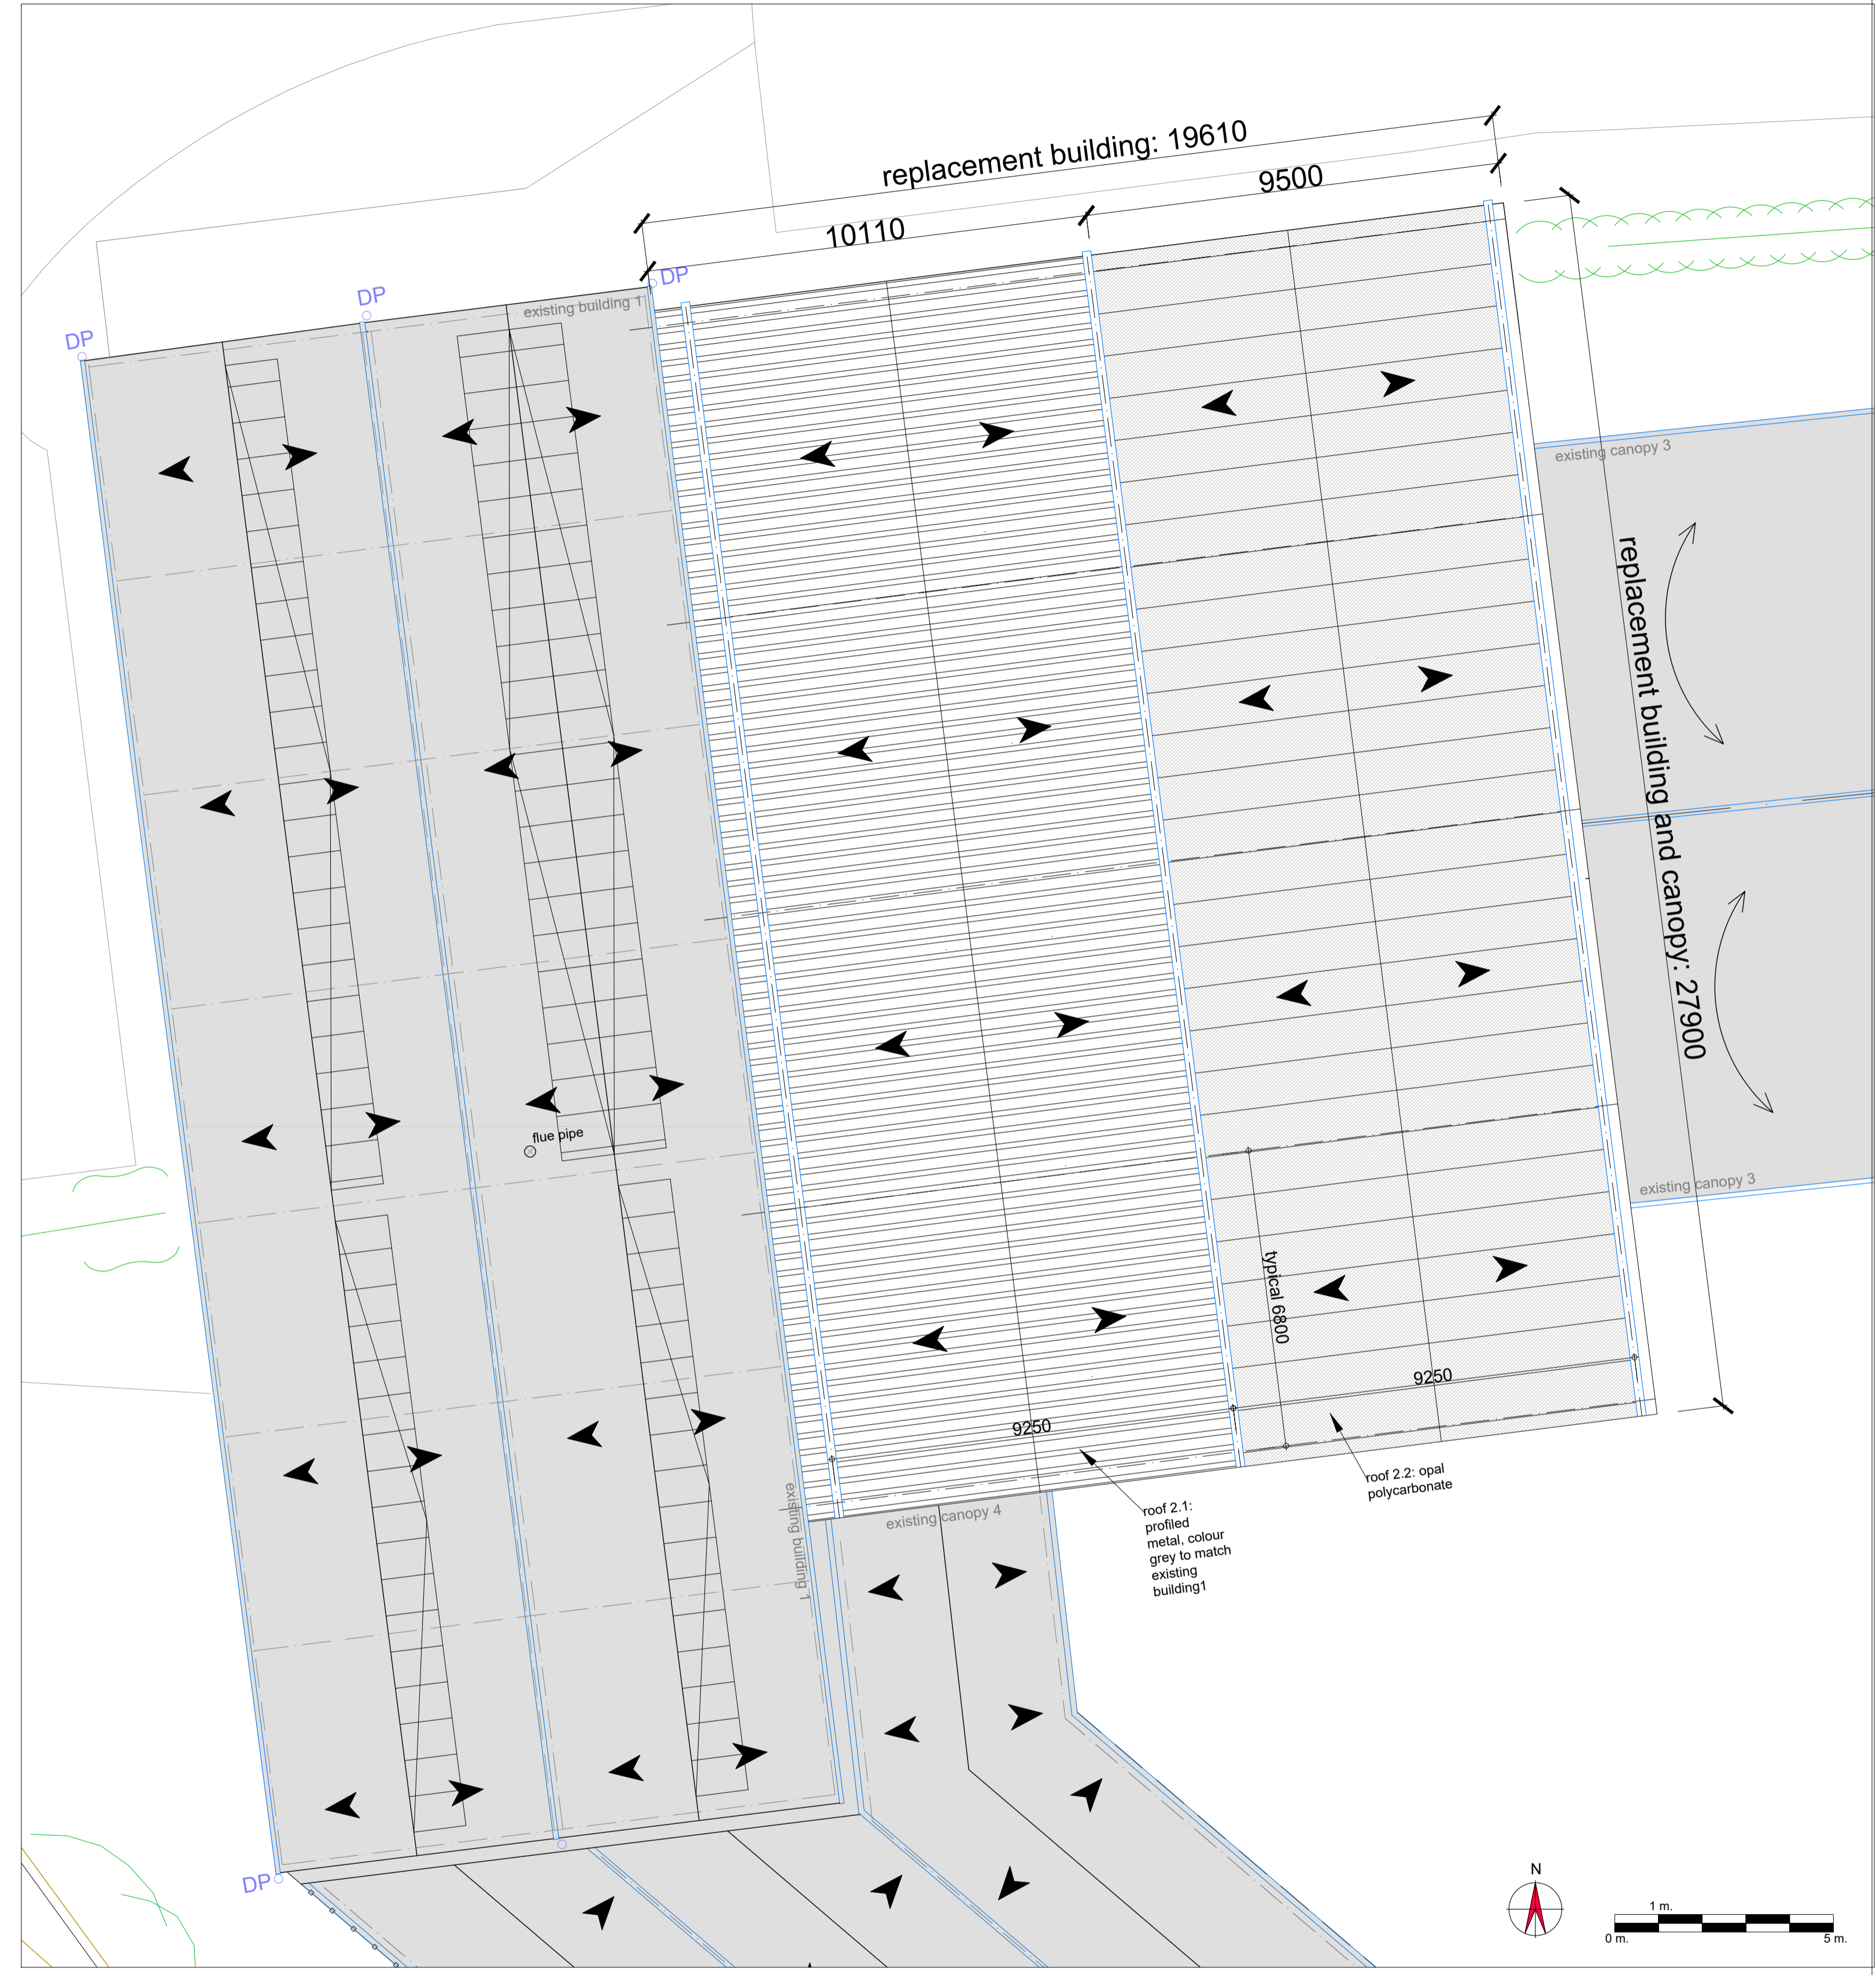 replacement building: 19610
9500
10110
DP
DP
DP
existing building 1
existing canopy 3
replacement building and canopy: 27900
flue pipe
existing canopy 3
typical 6800
9250
9250
existing building 1
existing canopy 4
roof 2.2: opal
polycarbonate
roof 2.1:
profiled
metal, colour
grey to match
existing
building1
DP
N
1 m.
0 m.
5 m.